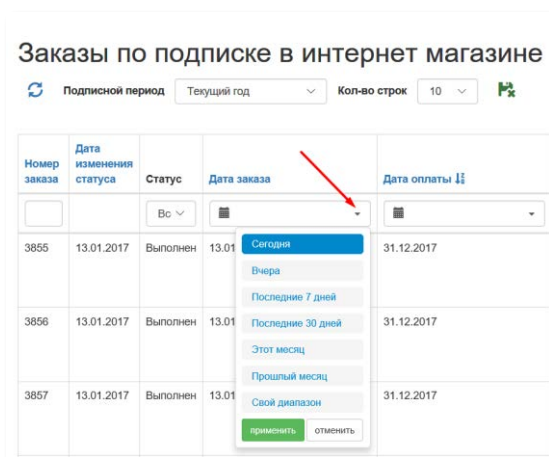 Заказы по подписке в интернет магазине
Подписной период Текущий год Кол-во строк 10
Номер заказа Дата изменения статуса Статус Дата заказа Дата оплаты
Вс
3855 13.01.2017 Выполнен 13.01 31.12.2017
Сегодня
Вчера
Последние 7 дней
3856 13.01.2017 Выполнен 13.01 31.12.2017
Последние 30 дней
Этот месяц
Прошлый месяц
3857 13.01.2017 Выполнен 13.01 31.12.2017
Свой диапазон
применить отменить